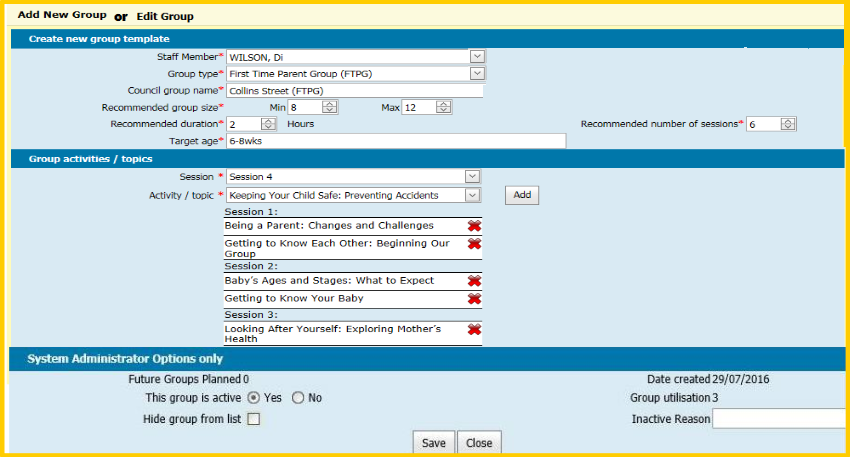 Add New Group or Edit Group
Create new group template
Staff Member* WILSON, Di
Group type* First Time Parent Group (FTPG)
Council group name* Collins Street (FTPG)
Recommended group size* Min 8 Max 12
Recommended duration* 2 Hours Recommended number of sessions* 6
Target age* 6-8wks
Group activities / topics
Session * Session 4
Activity / topic * Keeping Your Child Safe: Preventing Accidents Add
Session 1:
Being a Parent: Changes and Challenges
Getting to Know Each Other: Beginning Our
Group
Session 2:
Baby's Ages and Stages: What to Expect
Getting to Know Your Baby
Session 3:
Looking After Yourself: Exploring Mother's
Health
System Administrator Options only
Future Groups Planned 0 Date created 29/07/2016
This group is active Yes No Group utilisation 3
Hide group from list Inactive Reason
Save Close